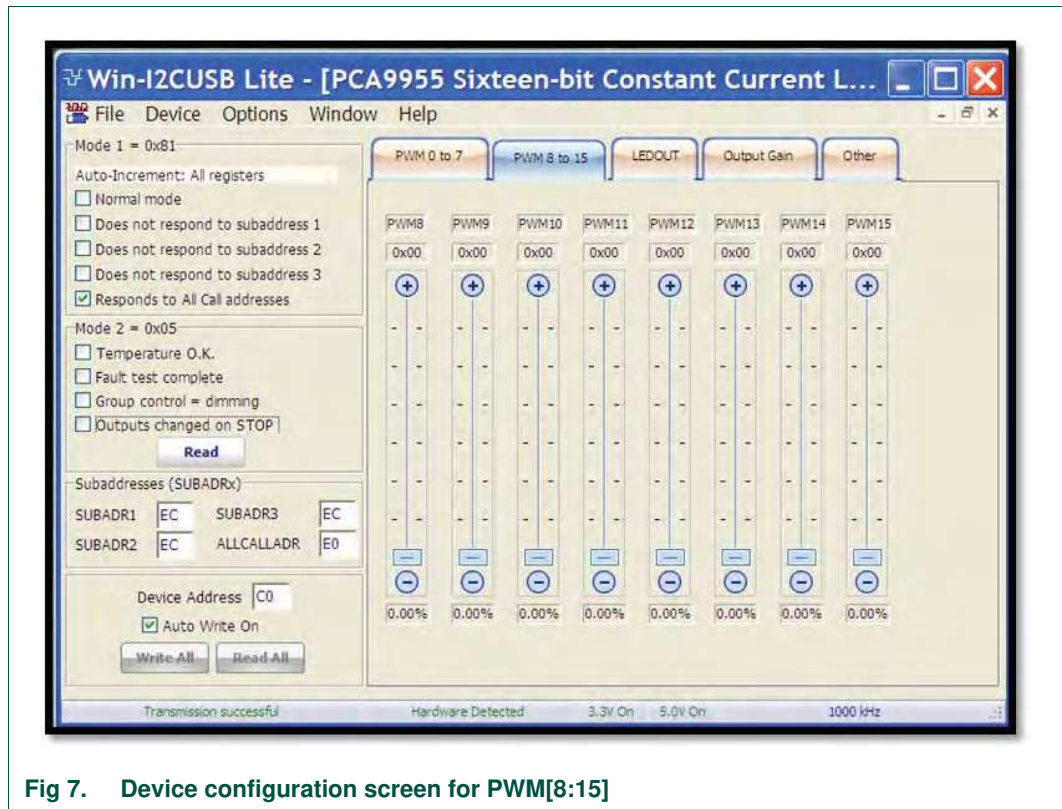 Win-I2CUSB Lite - [PCA9955 Sixteen-bit Constant Current L...
File Device Options Window Help
Mode 1 = 0x81
Auto-Increment: All registers
Normal mode
Does not respond to subaddress 1
Does not respond to subaddress 2
Does not respond to subaddress 3
Responds to All Call addresses
Mode 2 = 0x05
Temperature O.K.
Fault test complete
Group control = dimming
Outputs changed on STOP
Read
Subaddresses (SUBADRx)
SUBADR1 EC SUBADR3 EC
SUBADR2 EC ALLCALLADR E0
Device Address C0
Auto Write On
Write All Read All
PWM 0 to 7 PWM 8 to 15 LEDOUT Output Gain Other
PWM8 PWM9 PWM10 PWM11 PWM12 PWM13 PWM14 PWM15
0x00 0x00 0x00 0x00 0x00 0x00 0x00 0x00
0.00% 0.00% 0.00% 0.00% 0.00% 0.00% 0.00% 0.00%
Transmission successful Hardware Detected 3.3V On 5.0V On 1000 kHz
Fig 7. Device configuration screen for PWM[8:15]